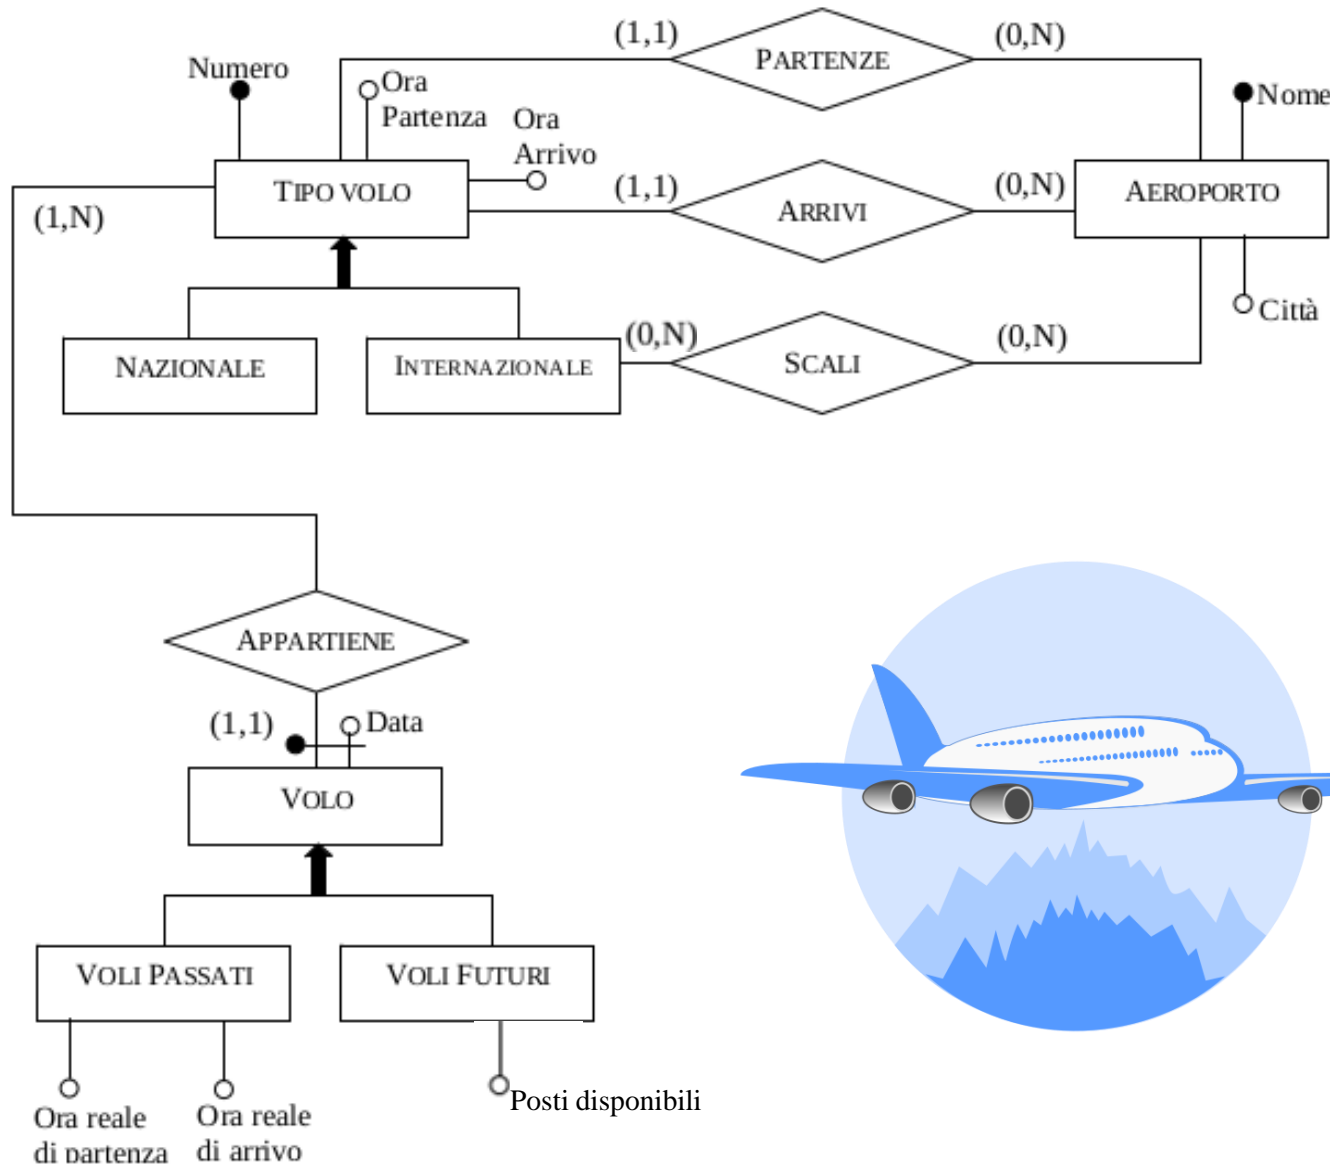 (1,1)
PARTENZE
(0,N)
Numero
Ora
Partenza
Ora
Arrivo
Nome
(1,N)
TIPO VOLO
(1,1)
ARRIVI
(0,N)
AEROPORTO
Città
NAZIONALE
INTERNAZIONALE
(0,N)
SCALI
(0,N)
APPARTIENE
(1,1)
Data
VOLO
VOLI PASSATI
VOLI FUTURI
Ora reale
di partenza
Ora reale
di arrivo
Posti disponibili